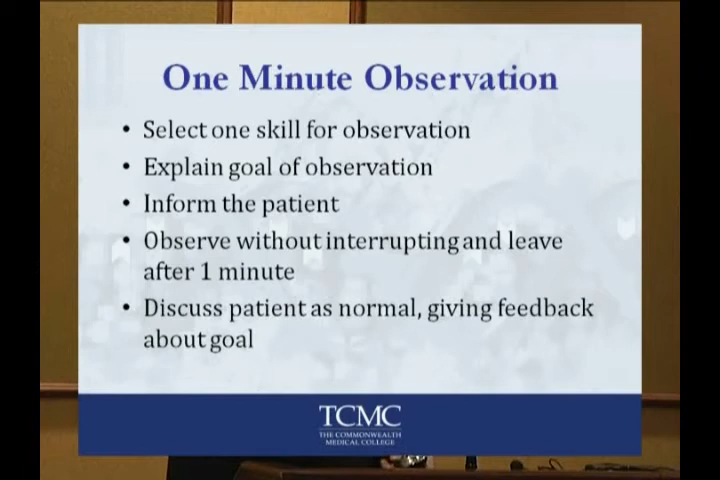 One Minute Observation
• Select one skill for observation
• Explain goal of observation
• Inform the patient
• Observe without interrupting and leave
after 1 minute
• Discuss patient as normal, giving feedback
about goal
TCMC
THE COMMONWEALTH
MEDICAL COLLEGE